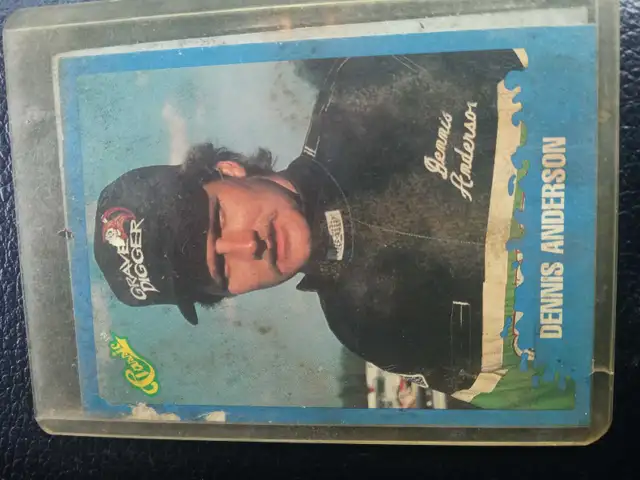 GRAVE
DIGGER
Dennis
Anderson
Classic
DENNIS ANDERSON